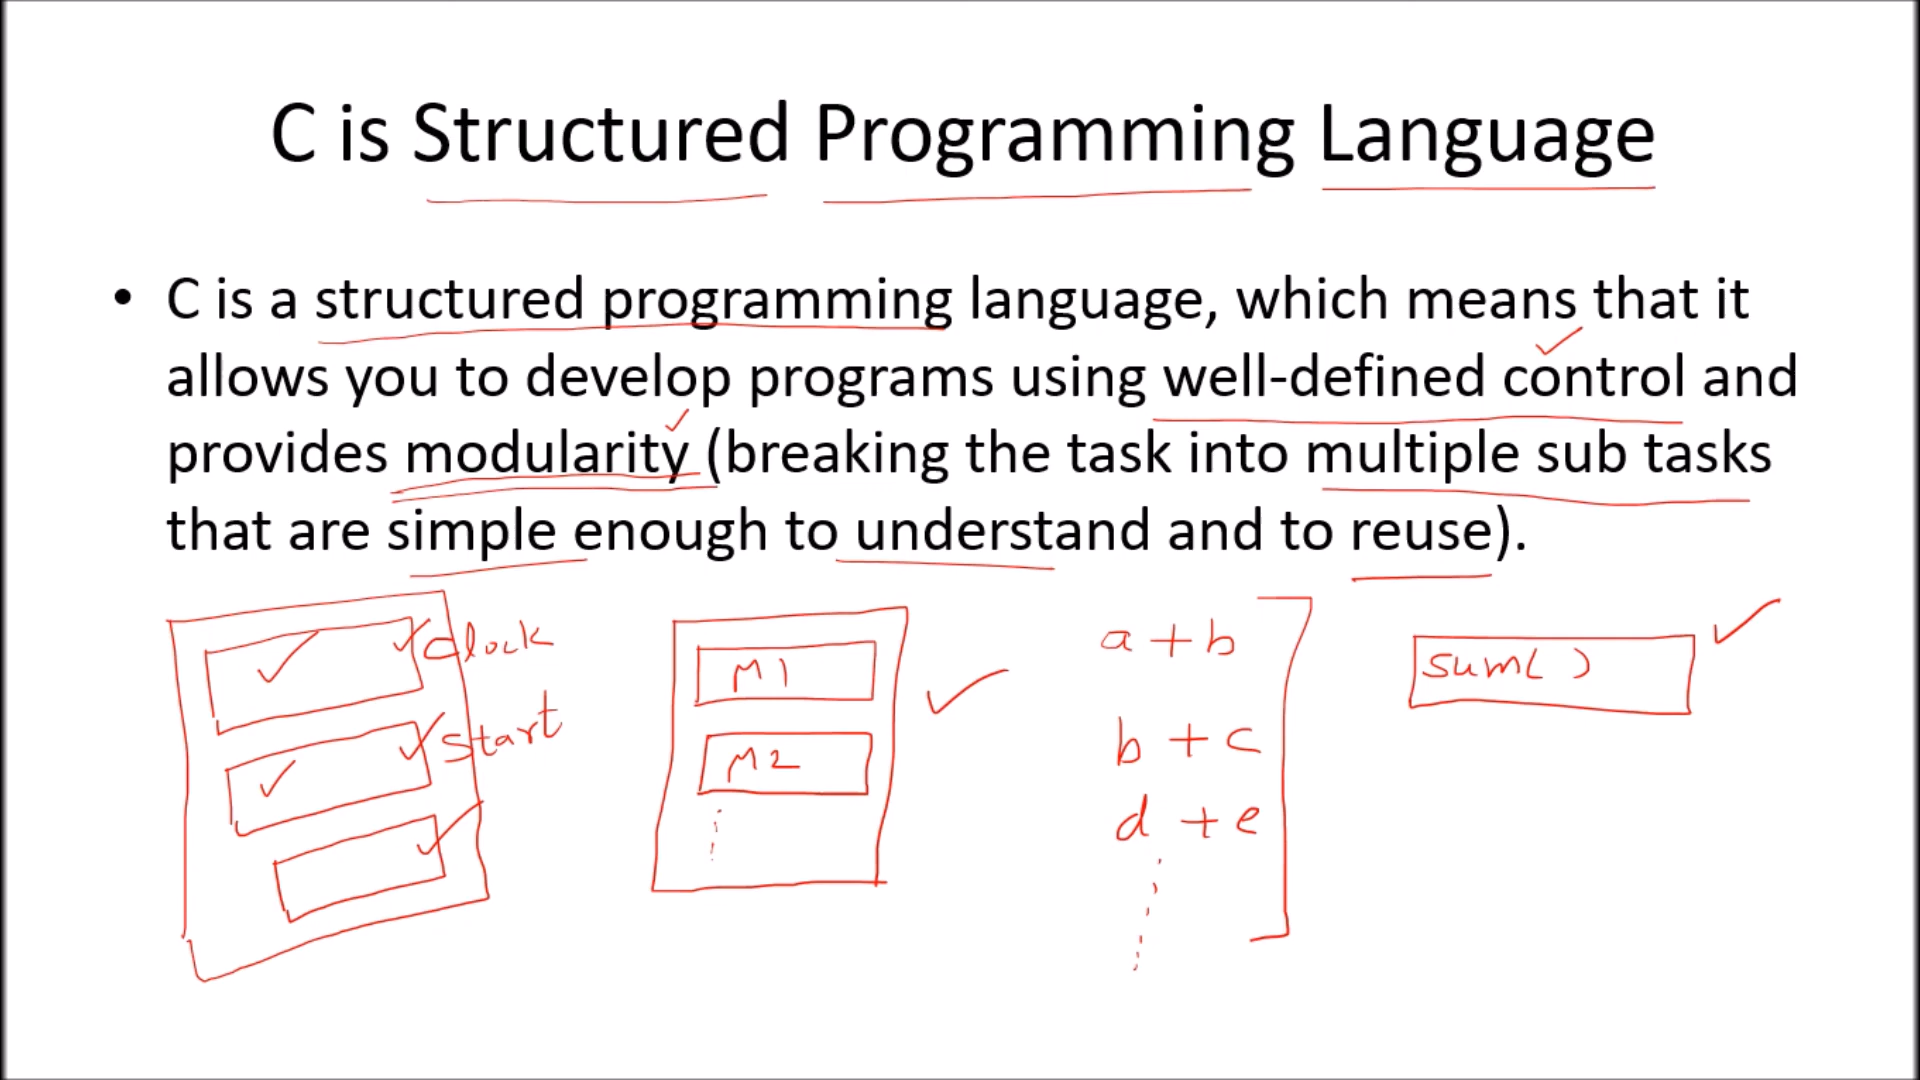 C is Structured Programming Language
• C is a structured programming language, which means that it
allows you to develop programs using well-defined control and
provides modularity (breaking the task into multiple sub tasks
that are simple enough to understand and to reuse).
Clock
Start
M1
M2
a + b
b + c
d + e
sum( )